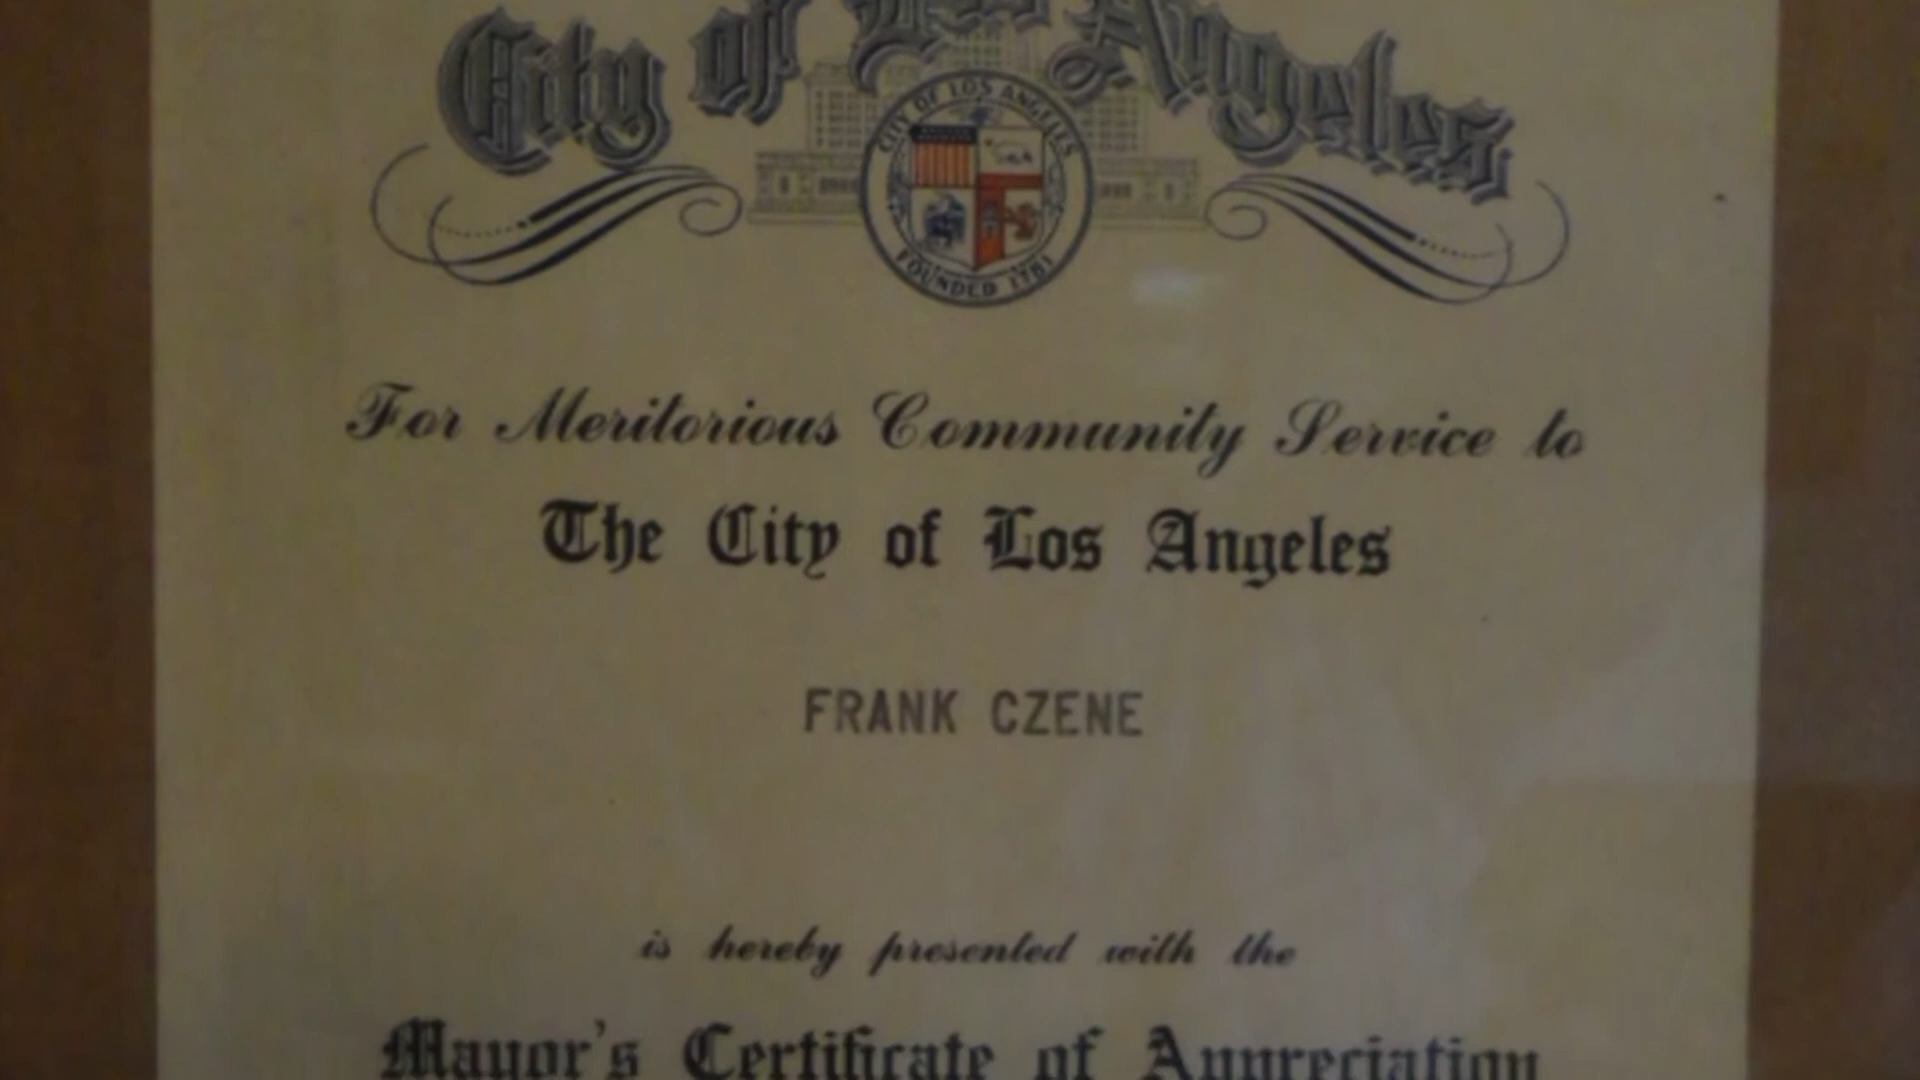 City of Los Angeles
CITY OF LOS ANGELES
FOUNDED 1781
For Meritorious Community Service to
The City of Los Angeles
FRANK CZENE
is hereby presented with the
Mayor's Certificate of Appreciation